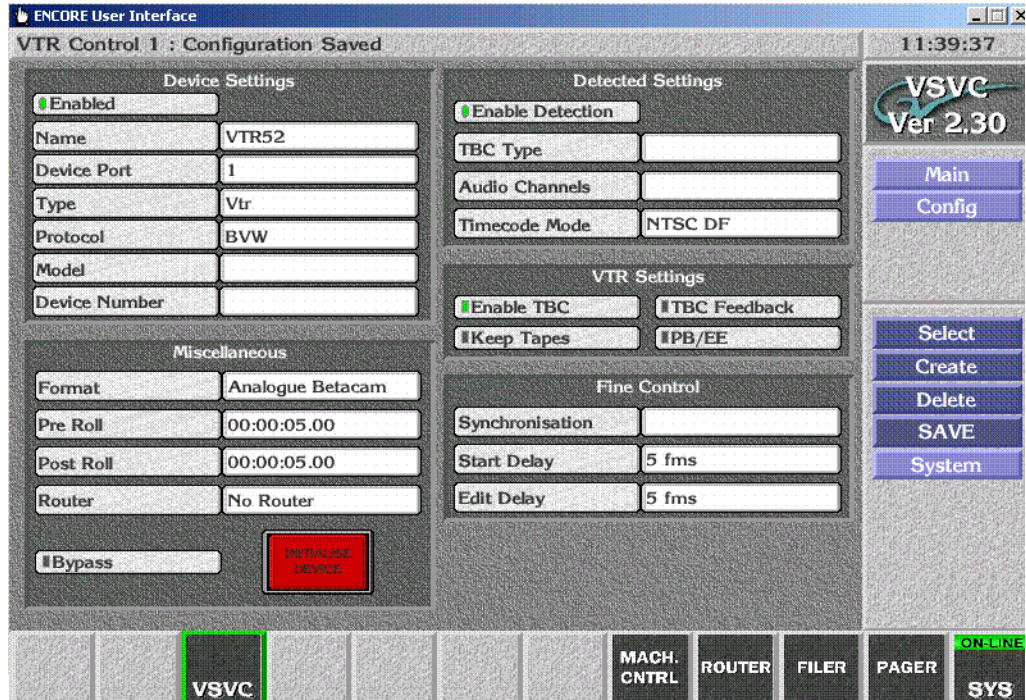 ENCORE User Interface
VTR Control 1 : Configuration Saved
11:39:37
Device Settings
Enabled
Name VTR52
Device Port 1
Type Vtr
Protocol BVW
Model
Device Number
Miscellaneous
Format Analogue Betacam
Pre Roll 00:00:05.00
Post Roll 00:00:05.00
Router No Router
Bypass
INITIALISE
DEVICE
Detected Settings
Enable Detection
TBC Type
Audio Channels
Timecode Mode NTSC DF
VTR Settings
Enable TBC TBC Feedback
Keep Tapes PB/EE
Fine Control
Synchronisation
Start Delay 5 fms
Edit Delay 5 fms
VSVC
Ver 2.30
Main
Config
Select
Create
Delete
SAVE
System
VSVC
MACH.
CNTRL
ROUTER
FILER
PAGER
ON-LINE
SYS